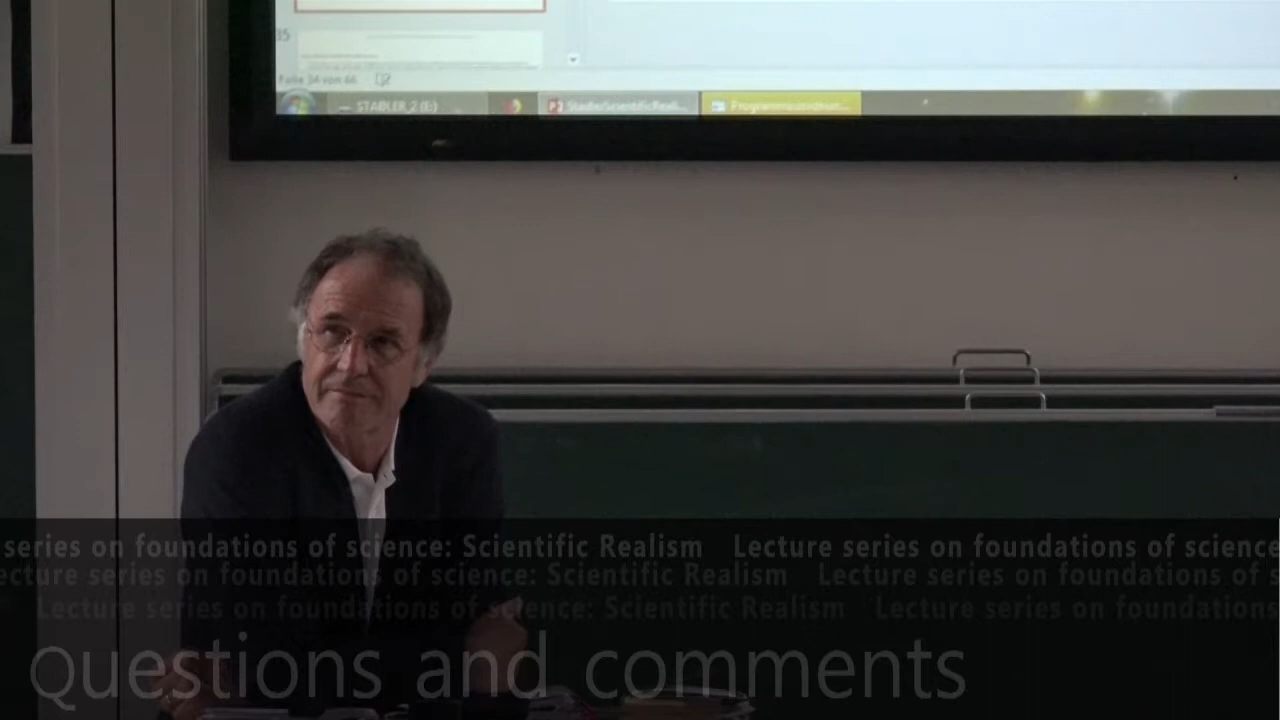 35
Folie 34 von 66
STABLER_2 (E:)
series on foundations of science: Scientific Realism Lecture series on foundations of science
ecture series on foundations of science: Scientific Realism Lecture series on foundations of s
Lecture series on foundations of science: Scientific Realism Lecture series on foundations
questions and comments